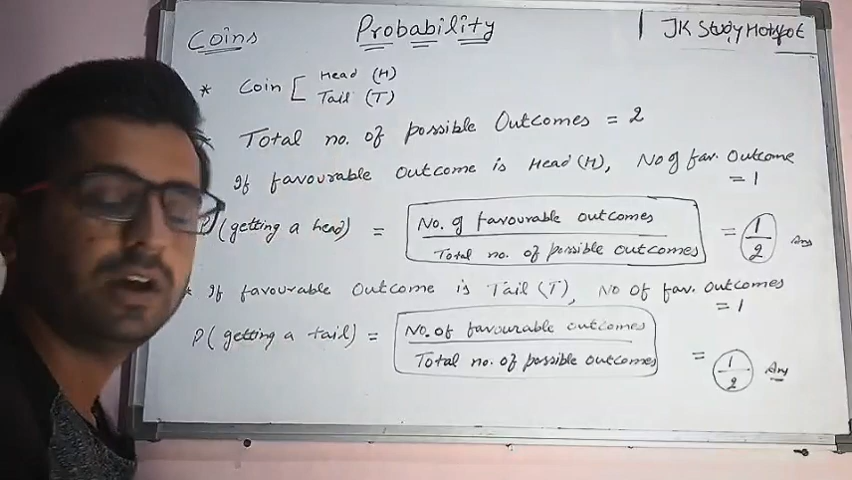 Coins Probability JK Study Hotspot
* Coin [ Head (H)
Tail (T)
* Total no. of possible Outcomes = 2
If favourable Outcome is Head (H), No of fav. Outcome
= 1
P(getting a head) = No. of favourable outcomes / Total no. of possible outcomes = 1/2 Ans
* If favourable Outcome is Tail (T), No of fav. outcomes
= 1
P(getting a tail) = No. of favourable outcomes / Total no. of possible outcomes = 1/2 Ans